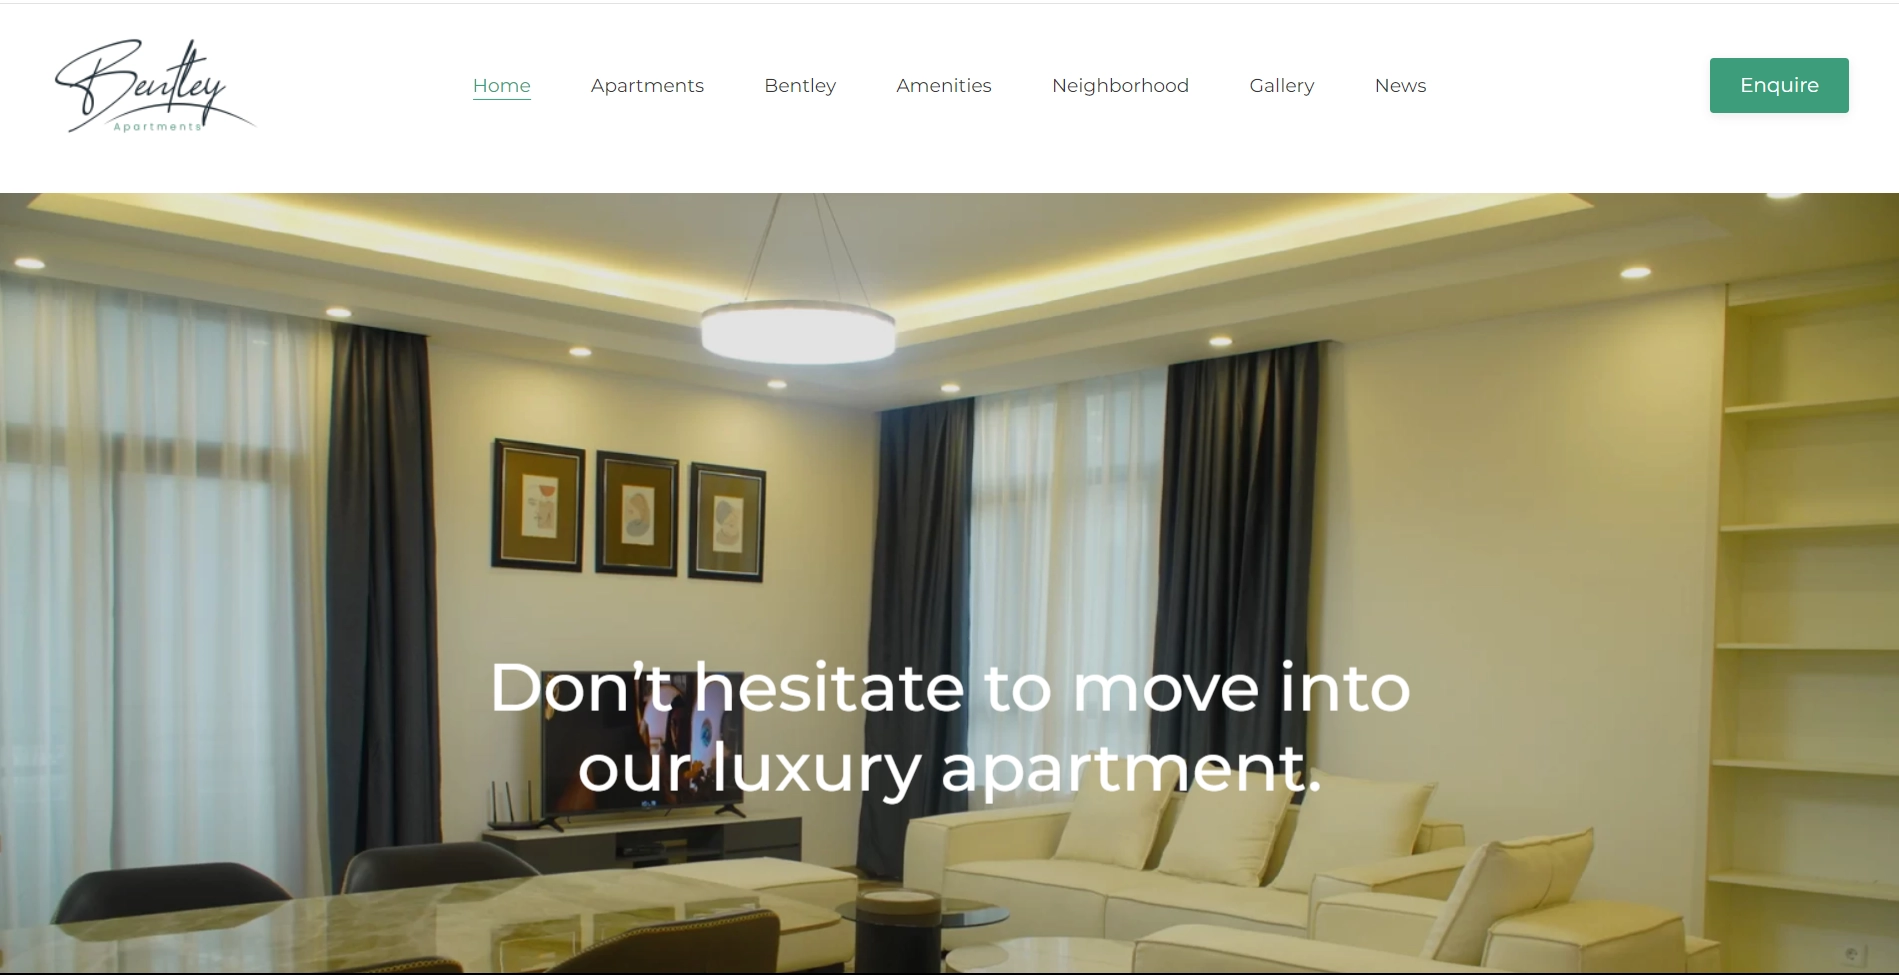 Bentley
Apartments
Home
Apartments
Bentley
Amenities
Neighborhood
Gallery
News
Enquire
Don’t hesitate to move into
our luxury apartment.